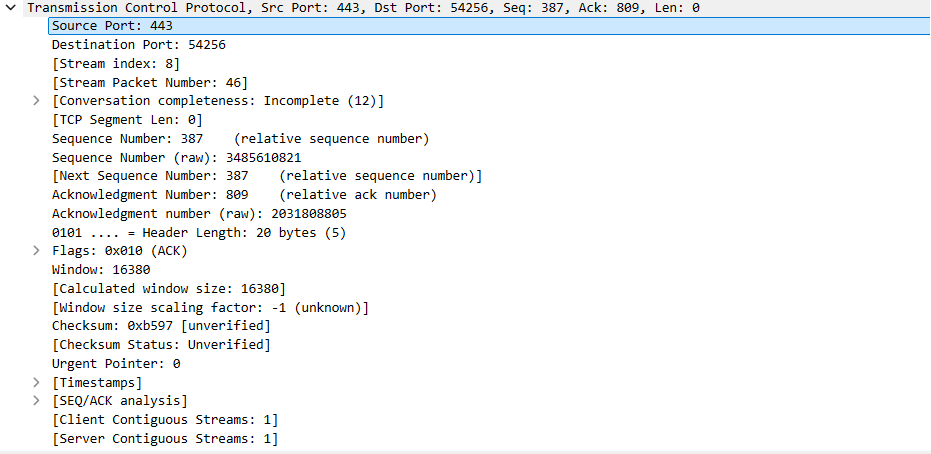 Transmission Control Protocol, Src Port: 443, Dst Port: 54256, Seq: 387, Ack: 809, Len: 0
Source Port: 443
Destination Port: 54256
[Stream index: 8]
[Stream Packet Number: 46]
[Conversation completeness: Incomplete (12)]
[TCP Segment Len: 0]
Sequence Number: 387    (relative sequence number)
Sequence Number (raw): 3485610821
[Next Sequence Number: 387    (relative sequence number)]
Acknowledgment Number: 809    (relative ack number)
Acknowledgment number (raw): 2031808805
0101 .... = Header Length: 20 bytes (5)
Flags: 0x010 (ACK)
Window: 16380
[Calculated window size: 16380]
[Window size scaling factor: -1 (unknown)]
Checksum: 0xb597 [unverified]
[Checksum Status: Unverified]
Urgent Pointer: 0
[Timestamps]
[SEQ/ACK analysis]
[Client Contiguous Streams: 1]
[Server Contiguous Streams: 1]